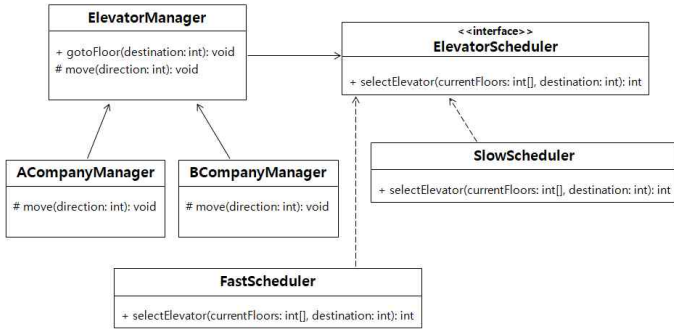 ElevatorManager
+ gotoFloor(destination: int): void
# move(direction: int): void
<<interface>>
ElevatorScheduler
+ selectElevator(currentFloors: int[], destination: int): int
ACompanyManager
# move(direction: int): void
BCompanyManager
# move(direction: int): void
SlowScheduler
+ selectElevator(currentFloors: int[], destination: int): int
FastScheduler
+ selectElevator(currentFloors: int[], destination: int): int